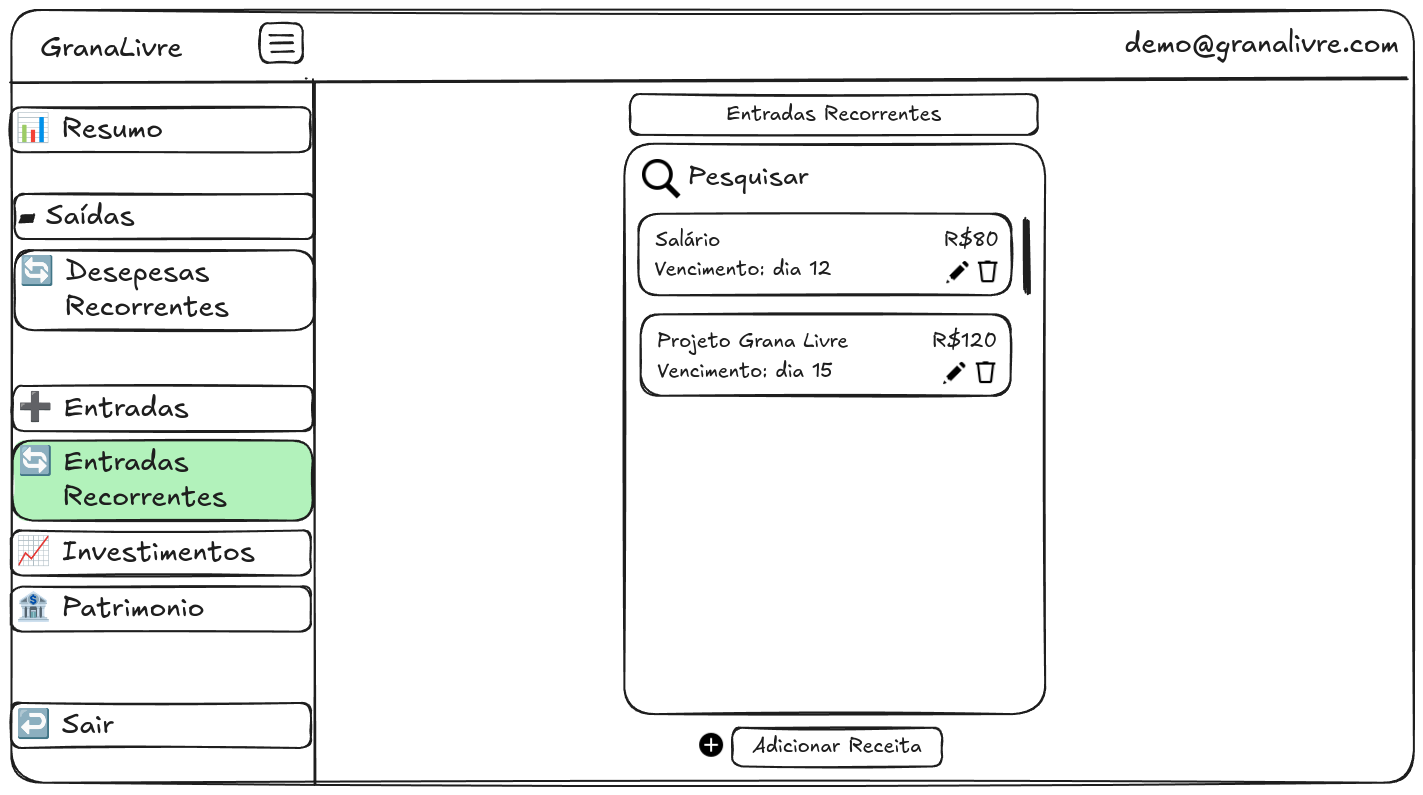 GranaLivre
demo@granalivre.com
Resumo
Saídas
Desepesas
Recorrentes
Entradas
Entradas
Recorrentes
Investimentos
Patrimonio
Sair
Entradas Recorrentes
Pesquisar
Salário R$80
Vencimento: dia 12
Projeto Grana Livre R$120
Vencimento: dia 15
Adicionar Receita